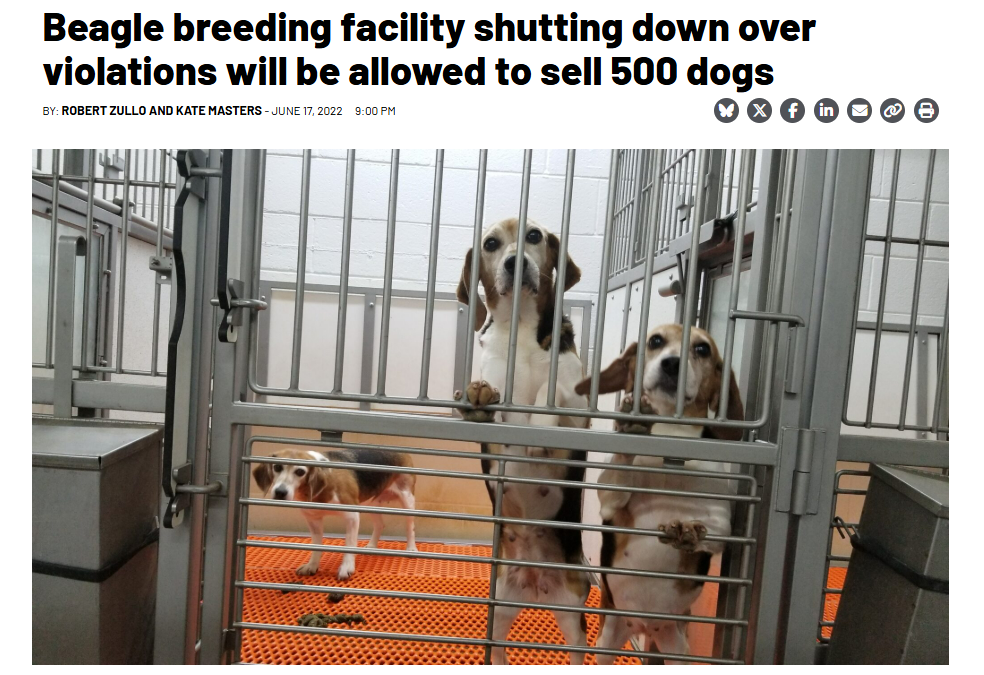 Beagle breeding facility shutting down over
violations will be allowed to sell 500 dogs
BY: ROBERT ZULLO AND KATE MASTERS - JUNE 17, 2022 9:00 PM